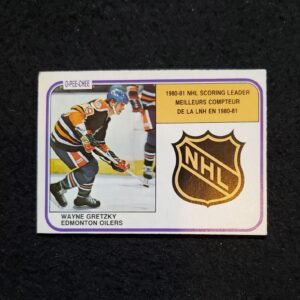 O-PEE-CHEE
1980-81 NHL SCORING LEADER
MEILLEURS COMPTEUR
DE LA LNH EN 1980-81
NHL
WAYNE GRETZKY
EDMONTON OILERS